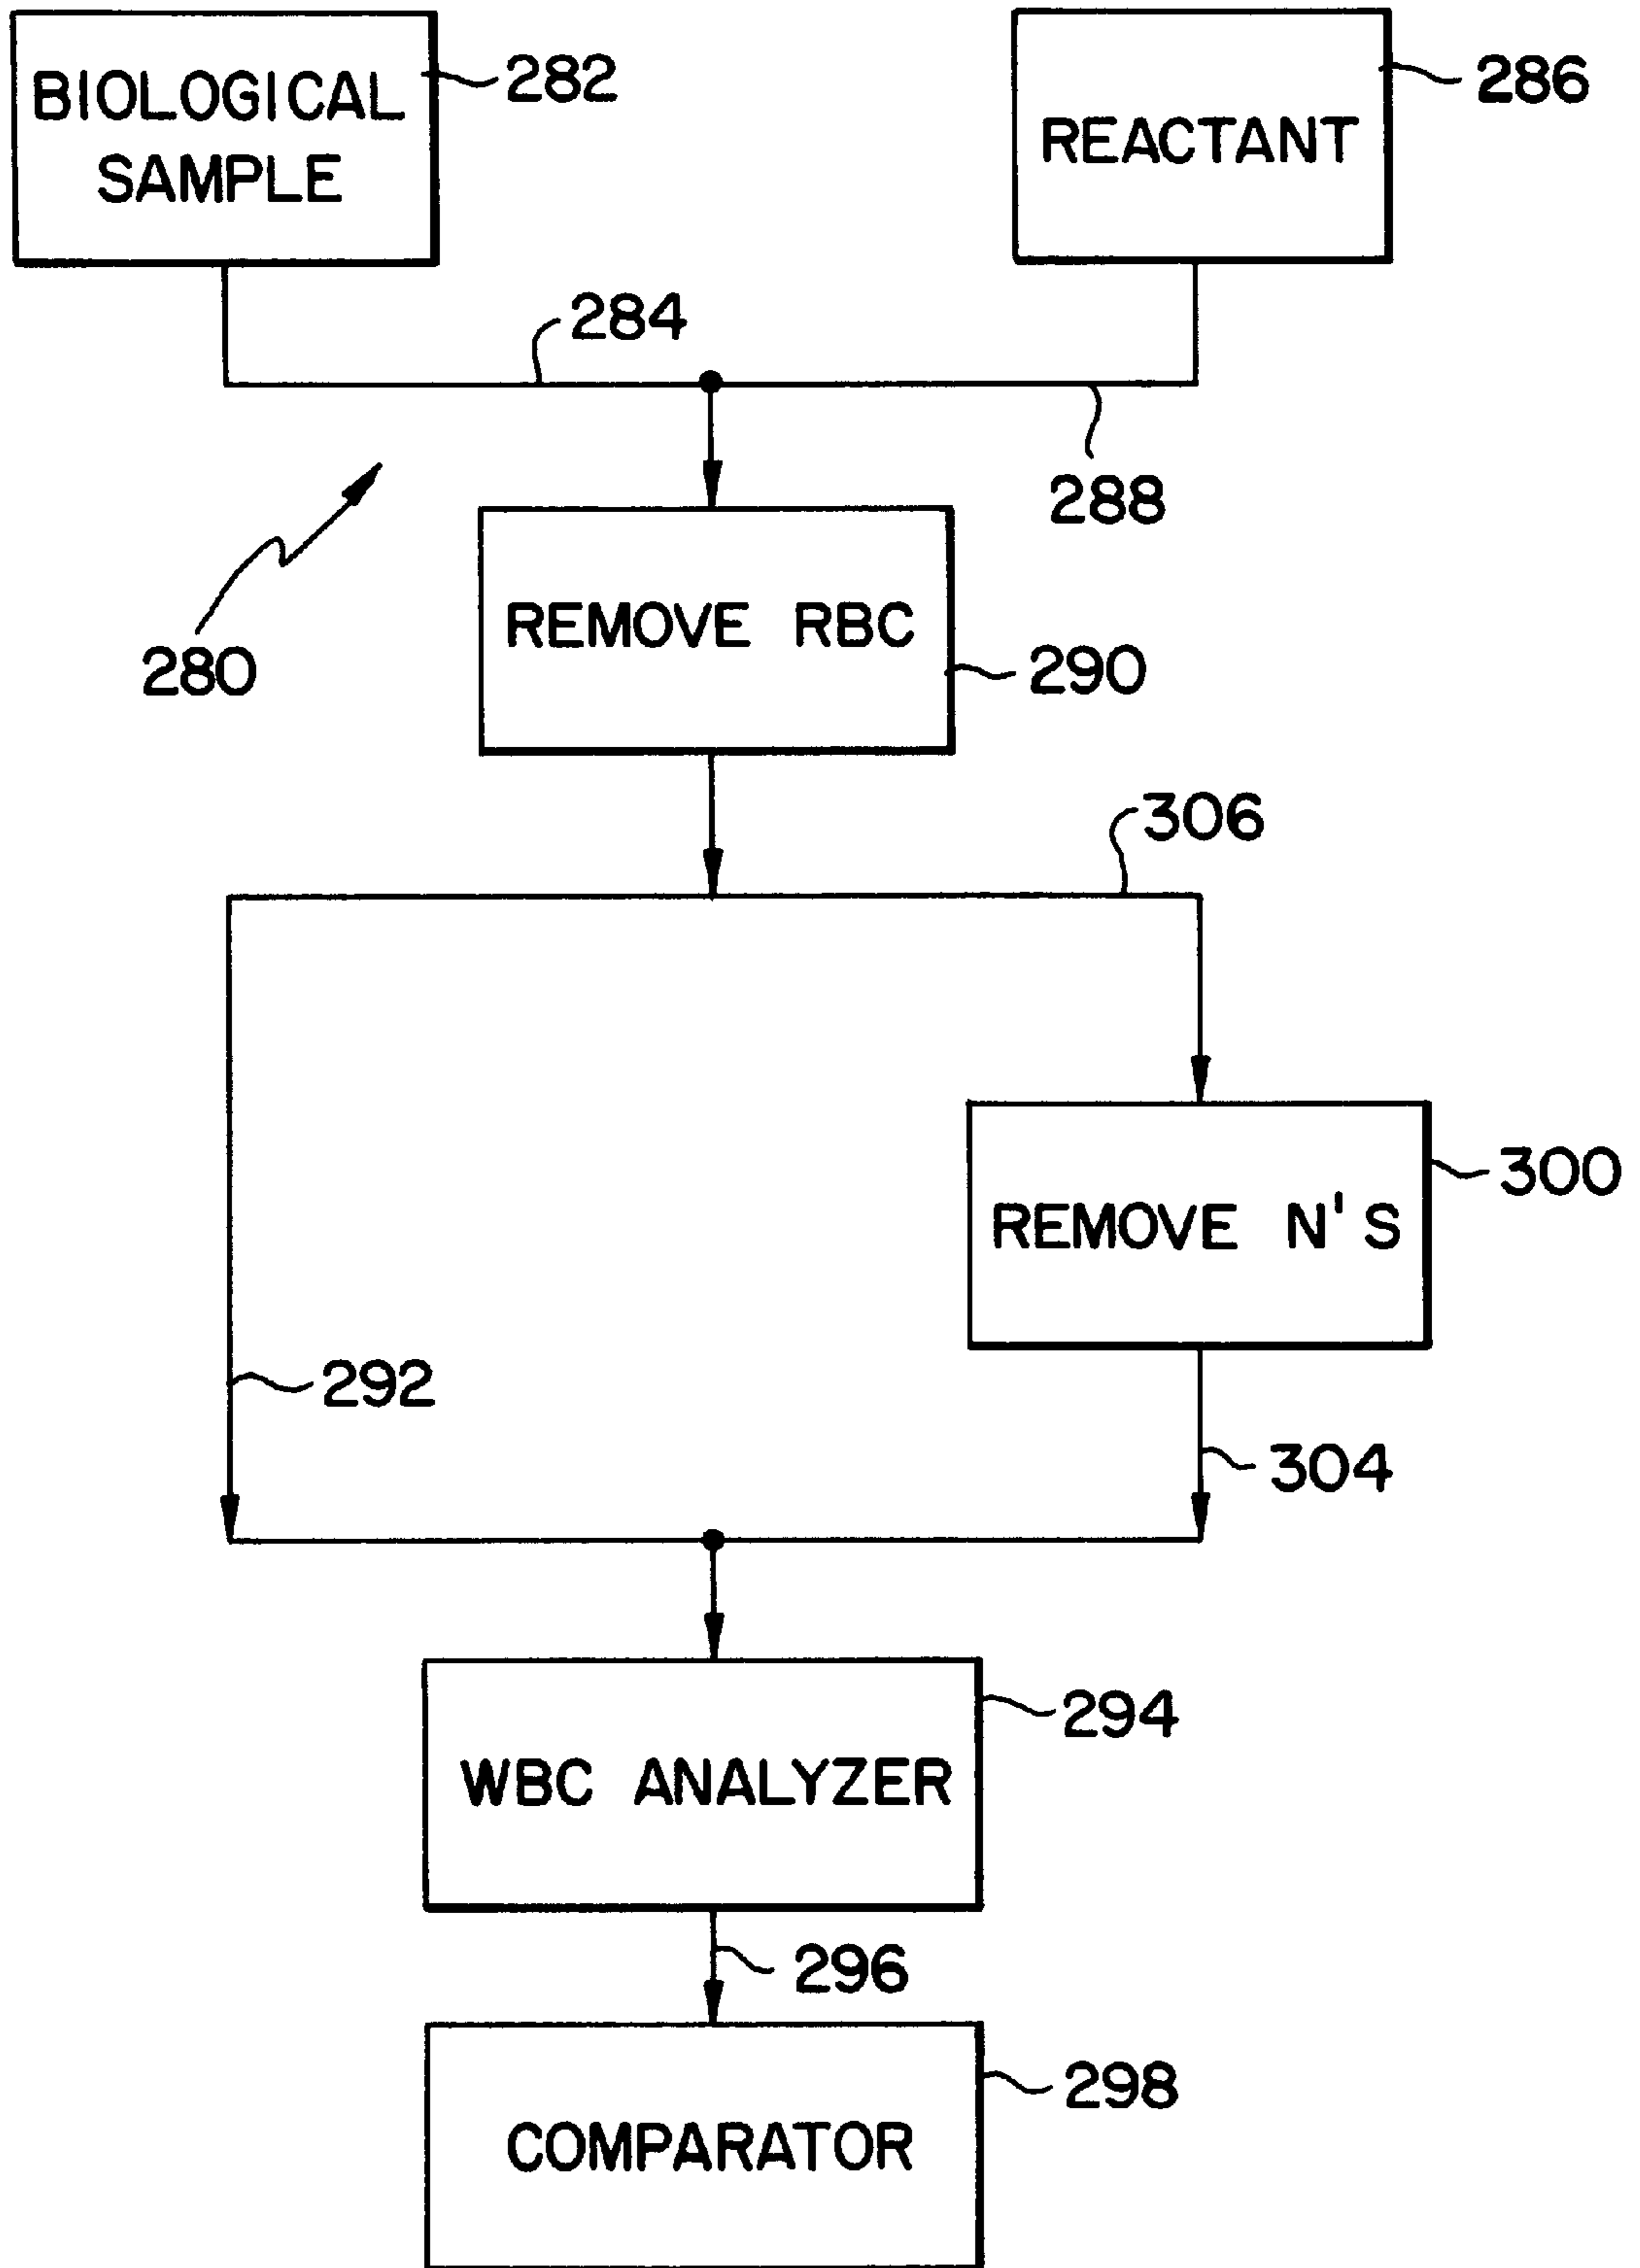 BIOLOGICAL
SAMPLE
282
REACTANT
286
284
288
280
REMOVE RBC
290
306
REMOVE N'S
300
292
304
WBC ANALYZER
294
296
COMPARATOR
298